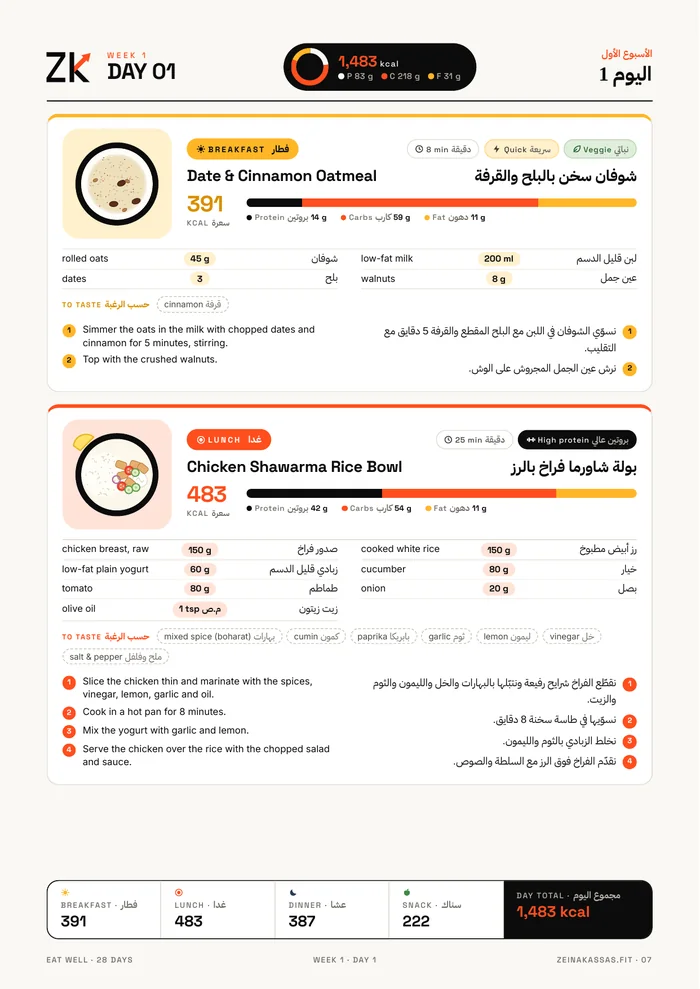 ZK
WEEK 1
DAY 01
1,483 kcal
P 83 g C 218 g F 31 g
الأسبوع الأول
اليوم 1
BREAKFAST فطار
8 min دقيقة
Quick سريعة
Veggie نباتي
Date & Cinnamon Oatmeal
شوفان سخن بالبلح والقرفة
391
KCAL سعرة
Protein بروتين 14 g Carbs كارب 59 g Fat دهون 11 g
rolled oats 45 g شوفان
low-fat milk 200 ml لبن قليل الدسم
dates 3 بلح
walnuts 8 g عين جمل
TO TASTE حسب الرغبة cinnamon قرفة
1 Simmer the oats in the milk with chopped dates and
cinnamon for 5 minutes, stirring.
2 Top with the crushed walnuts.
1 نسوّي الشوفان في اللبن مع البلح المقطع والقرفة 5 دقايق مع
التقليب.
2 نرش عين الجمل المجروش على الوش.
LUNCH غدا
25 min دقيقة
High protein بروتين عالي
Chicken Shawarma Rice Bowl
بولة شاورما فراخ بالرز
483
KCAL سعرة
Protein بروتين 42 g Carbs كارب 54 g Fat دهون 11 g
chicken breast, raw 150 g صدور فراخ
cooked white rice 150 g رز أبيض مطبوخ
low-fat plain yogurt 60 g زبادي قليل الدسم
cucumber 80 g خيار
tomato 80 g طماطم
onion 20 g بصل
olive oil 1 tsp م.ص زيت زيتون
TO TASTE حسب الرغبة mixed spice (boharat) بهارات cumin كمون paprika بابريكا garlic ثوم lemon ليمون vinegar خل
salt & pepper ملح وفلفل
1 Slice the chicken thin and marinate with the spices,
vinegar, lemon, garlic and oil.
2 Cook in a hot pan for 8 minutes.
3 Mix the yogurt with garlic and lemon.
4 Serve the chicken over the rice with the chopped salad
and sauce.
1 نقطّع الفراخ شرايح رفيعة ونتبّلها بالبهارات والخل والليمون والثوم
والزيت.
2 نسوّيها في طاسة سخنة 8 دقايق.
3 نخلط الزبادي بالثوم والليمون.
4 نقدّم الفراخ فوق الرز مع السلطة والصوص.
BREAKFAST · فطار
391
LUNCH · غدا
483
DINNER · عشا
387
SNACK · سناك
222
DAY TOTAL · مجموع اليوم
1,483 kcal
EAT WELL · 28 DAYS
WEEK 1 · DAY 1
ZEINAKASSAS.FIT · 07